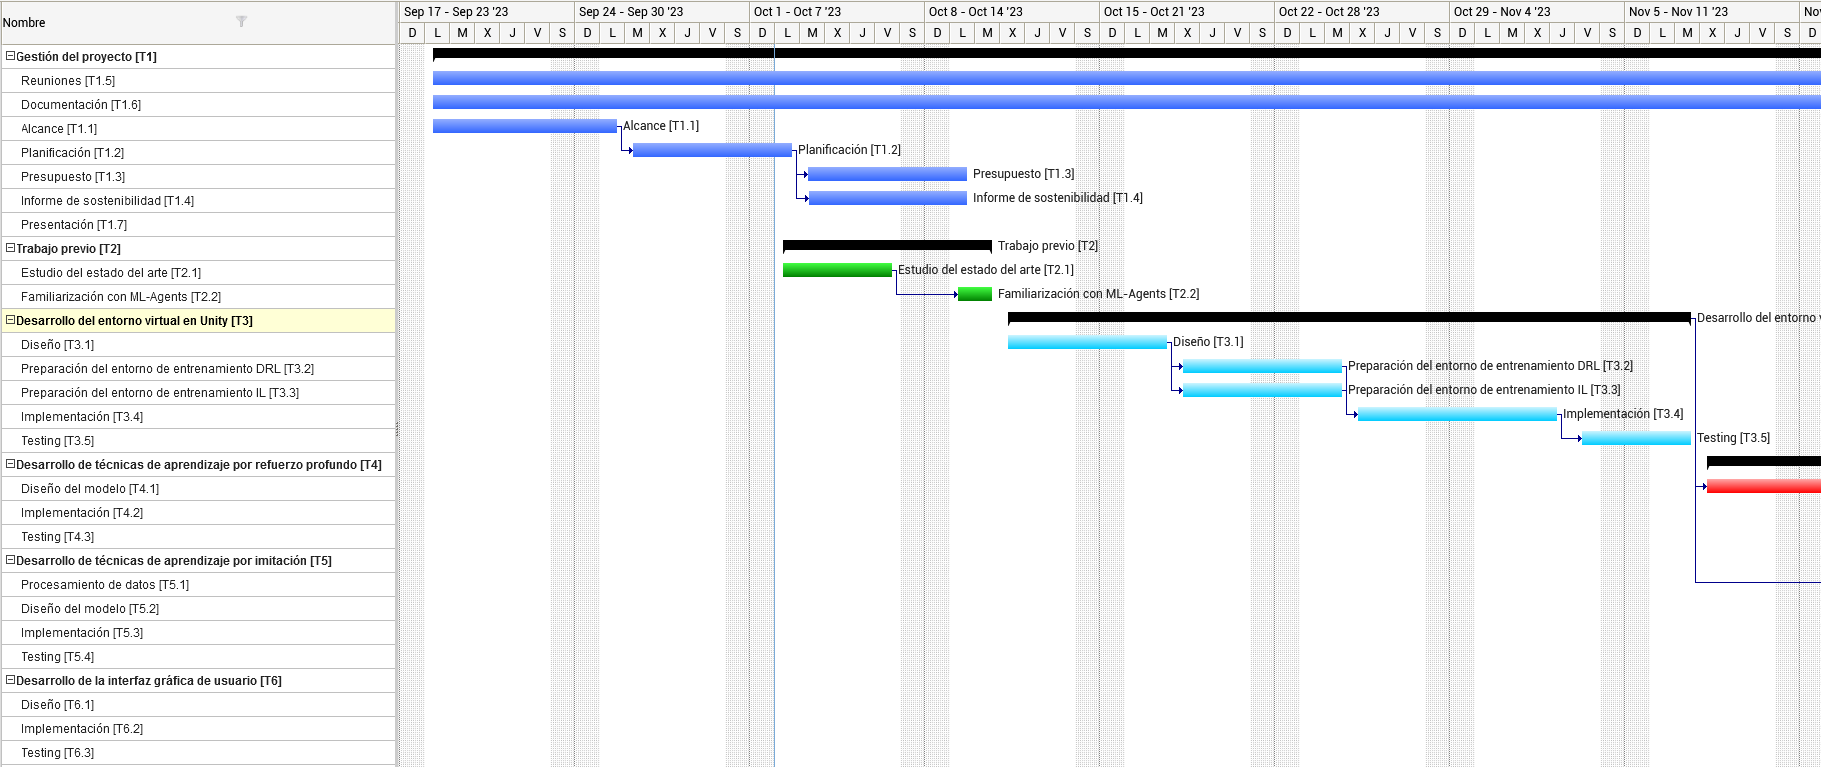 Nombre
Sep 17 - Sep 23 '23 Sep 24 - Sep 30 '23 Oct 1 - Oct 7 '23 Oct 8 - Oct 14 '23 Oct 15 - Oct 21 '23 Oct 22 - Oct 28 '23 Oct 29 - Nov 4 '23 Nov 5 - Nov 11 '23 Nov
D L M X J V S D L M X J V S D L M X J V S D L M X J V S D L M X J V S D L M X J V S D L M X J V S D L M X J V S D
Gestión del proyecto [T1]
Reuniones [T1.5]
Documentación [T1.6]
Alcance [T1.1] Alcance [T1.1]
Planificación [T1.2] Planificación [T1.2]
Presupuesto [T1.3] Presupuesto [T1.3]
Informe de sostenibilidad [T1.4] Informe de sostenibilidad [T1.4]
Presentación [T1.7]
Trabajo previo [T2] Trabajo previo [T2]
Estudio del estado del arte [T2.1] Estudio del estado del arte [T2.1]
Familiarización con ML-Agents [T2.2] Familiarización con ML-Agents [T2.2]
Desarrollo del entorno virtual en Unity [T3] Desarrollo del entorno v
Diseño [T3.1] Diseño [T3.1]
Preparación del entorno de entrenamiento DRL [T3.2] Preparación del entorno de entrenamiento DRL [T3.2]
Preparación del entorno de entrenamiento IL [T3.3] Preparación del entorno de entrenamiento IL [T3.3]
Implementación [T3.4] Implementación [T3.4]
Testing [T3.5] Testing [T3.5]
Desarrollo de técnicas de aprendizaje por refuerzo profundo [T4]
Diseño del modelo [T4.1]
Implementación [T4.2]
Testing [T4.3]
Desarrollo de técnicas de aprendizaje por imitación [T5]
Procesamiento de datos [T5.1]
Diseño del modelo [T5.2]
Implementación [T5.3]
Testing [T5.4]
Desarrollo de la interfaz gráfica de usuario [T6]
Diseño [T6.1]
Implementación [T6.2]
Testing [T6.3]